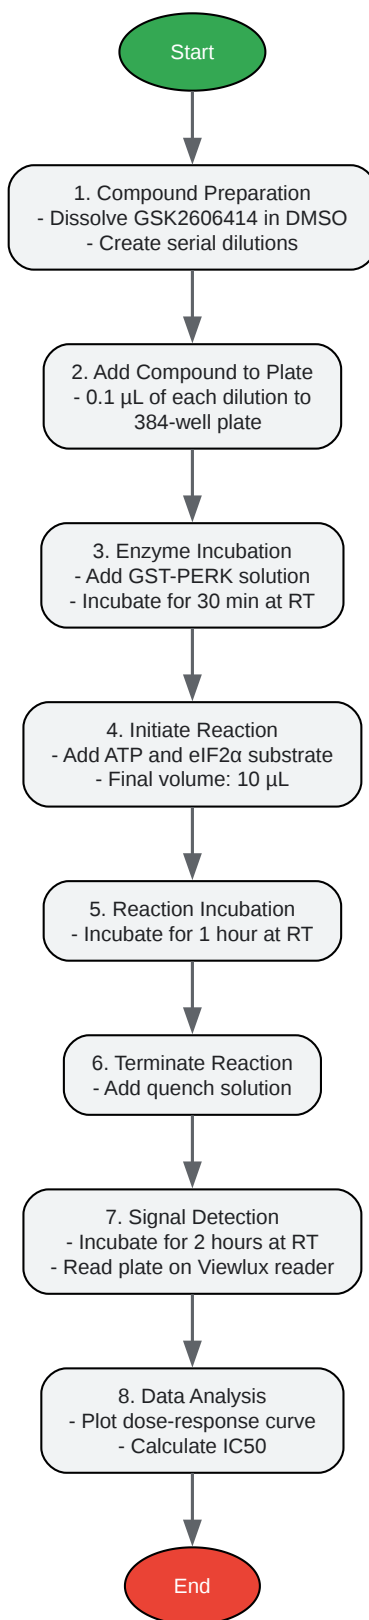 Start
1. Compound Preparation
- Dissolve GSK2606414 in DMSO
- Create serial dilutions
2. Add Compound to Plate
- 0.1 µL of each dilution to
384-well plate
3. Enzyme Incubation
- Add GST-PERK solution
- Incubate for 30 min at RT
4. Initiate Reaction
- Add ATP and eIF2α substrate
- Final volume: 10 µL
5. Reaction Incubation
- Incubate for 1 hour at RT
6. Terminate Reaction
- Add quench solution
7. Signal Detection
- Incubate for 2 hours at RT
- Read plate on Viewlux reader
8. Data Analysis
- Plot dose-response curve
- Calculate IC50
End